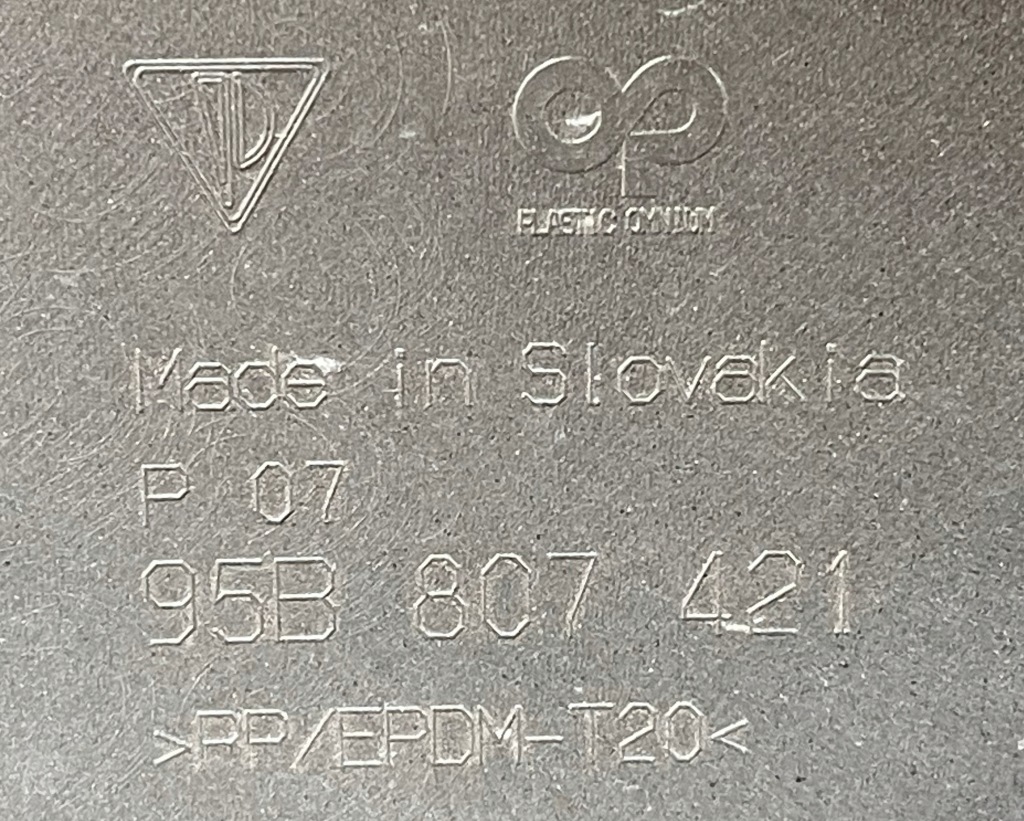 PLASTIC OMNIUM
Made in Slovakia
P 07
95B 807 421
>PP/EPDM-T20<